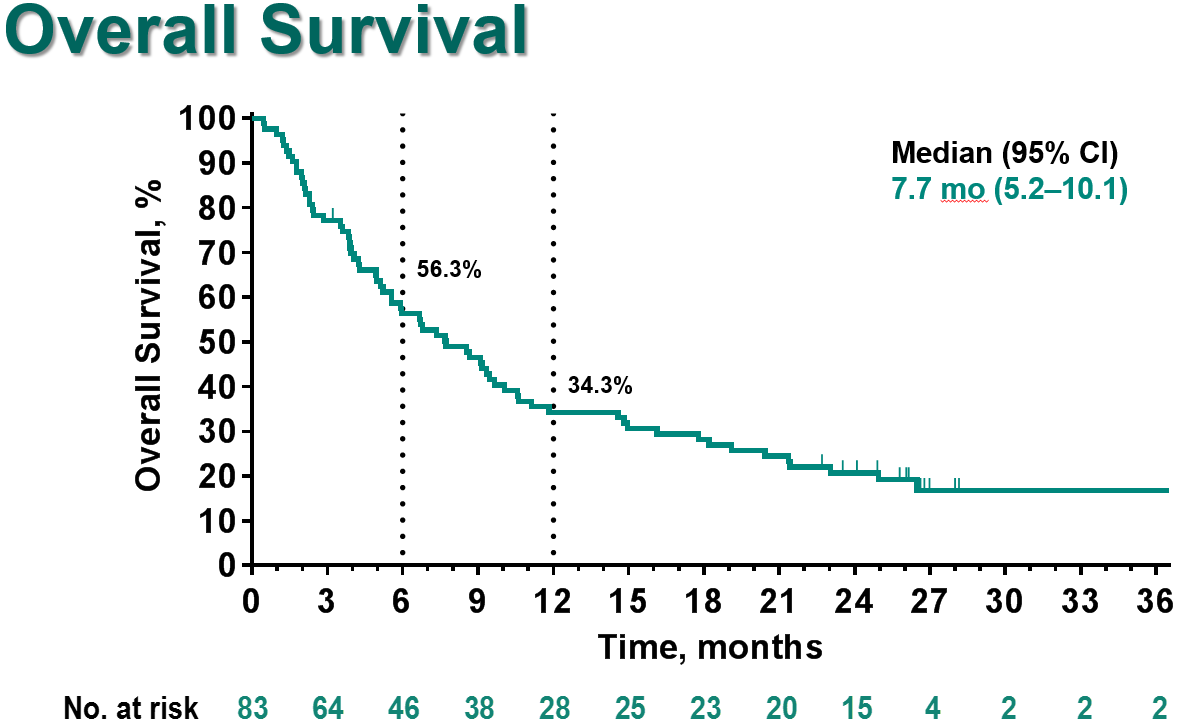 Overall Survival
100
90
80
70
60
50
40
30
20
10
0
Overall Survival, %
56.3%
34.3%
Median (95% CI)
7.7 mo (5.2–10.1)
0 3 6 9 12 15 18 21 24 27 30 33 36
Time, months
No. at risk 83 64 46 38 28 25 23 20 15 4 2 2 2